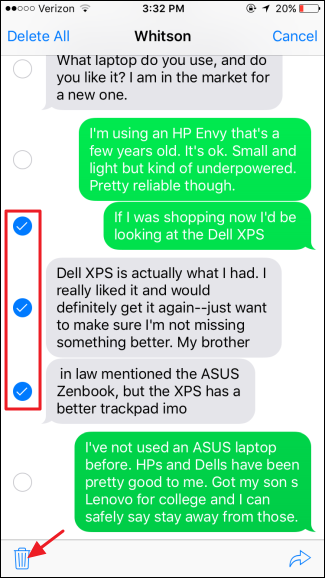 Verizon 3:32 PM 20%
Delete All Whitson Cancel
What laptop do you use, and do
you like it? I am in the market for
a new one.
I'm using an HP Envy that's a
few years old. It's ok. Small and
light but kind of underpowered.
Pretty reliable though.
If I was shopping now I'd be
looking at the Dell XPS
Dell XPS is actually what I had. I
really liked it and would
definitely get it again--just want
to make sure I'm not missing
something better. My brother
in law mentioned the ASUS
Zenbook, but the XPS has a
better trackpad imo
I've not used an ASUS laptop
before. HPs and Dells have been
pretty good to me. Got my son s
Lenovo for college and I can
safely say stay away from those.